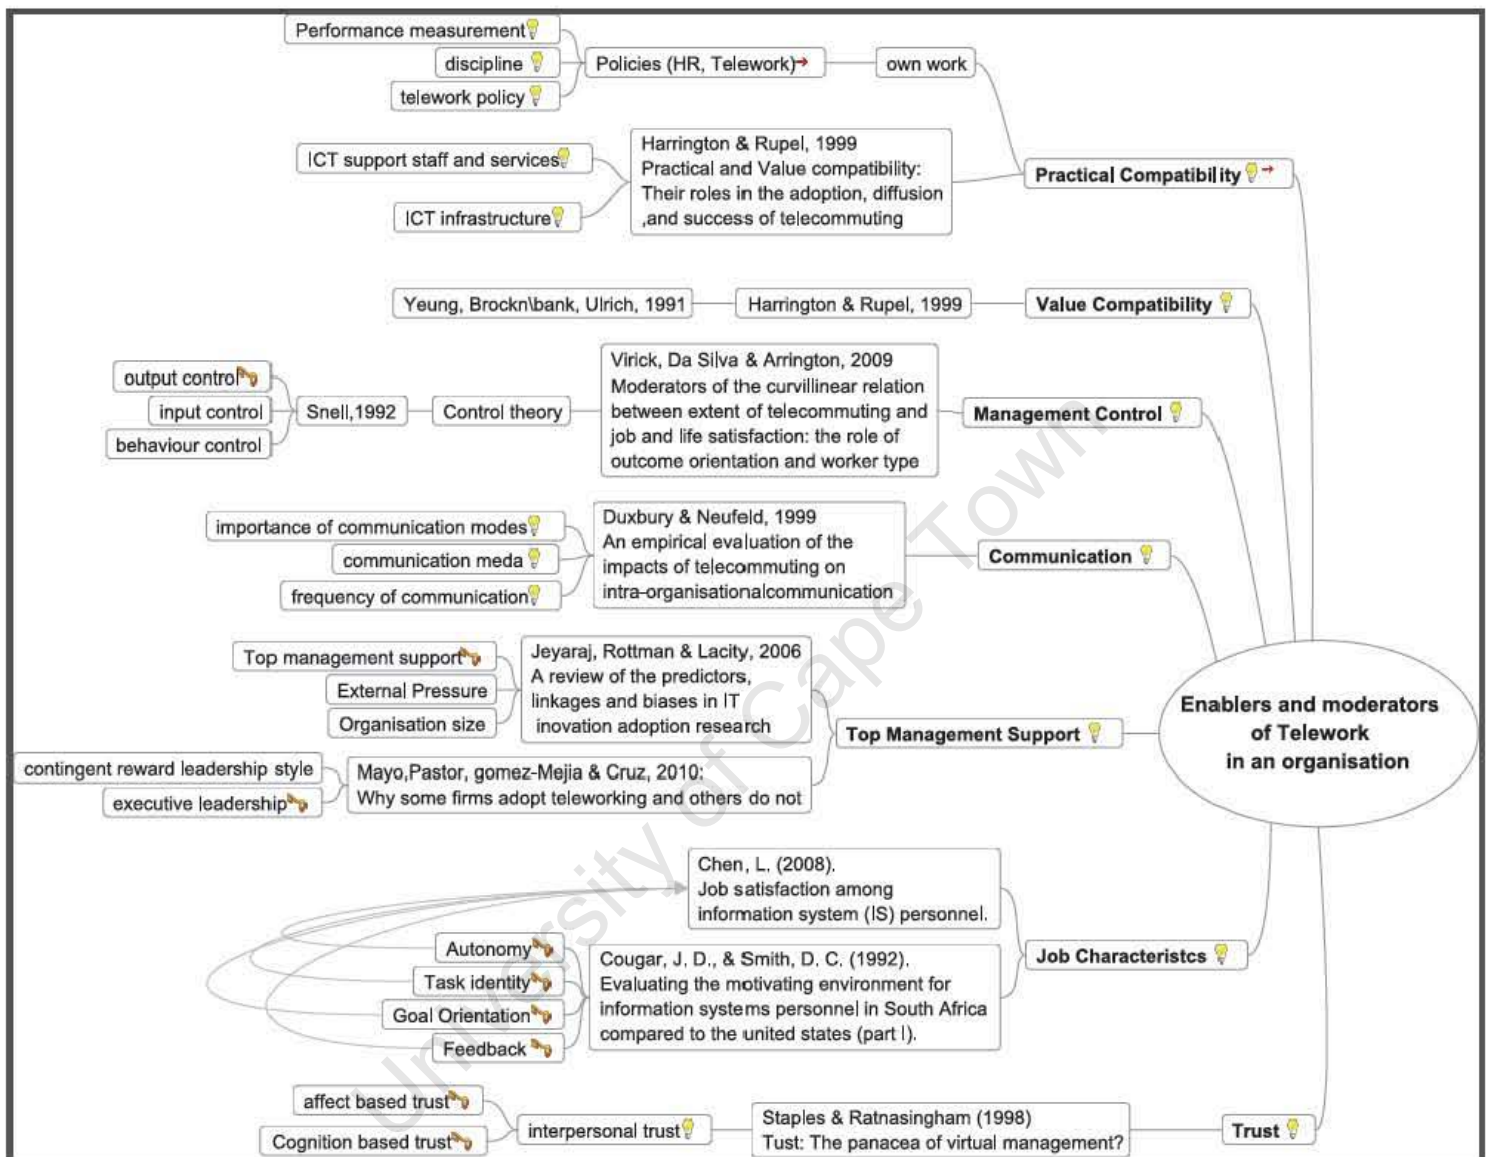 Performance measurement
discipline
telework policy
Policies (HR, Telework)
own work
ICT support staff and services
ICT infrastructure
Harrington & Rupel, 1999
Practical and Value compatibility:
Their roles in the adoption, diffusion
,and success of telecommuting
Practical Compatibility
Yeung, Brockn\bank, Ulrich, 1991
Harrington & Rupel, 1999
Value Compatibility
output control
input control
behaviour control
Snell,1992
Control theory
Virick, Da Silva & Arrington, 2009
Moderators of the curvillinear relation
between extent of telecommuting and
job and life satisfaction: the role of
outcome orientation and worker type
Management Control
importance of communication modes
communication meda
frequency of communication
Duxbury & Neufeld, 1999
An empirical evaluation of the
impacts of telecommuting on
intra-organisationalcommunication
Communication
Top management support
External Pressure
Organisation size
Jeyaraj, Rottman & Lacity, 2006
A review of the predictors,
linkages and biases in IT
inovation adoption research
contingent reward leadership style
executive leadership
Mayo,Pastor, gomez-Mejia & Cruz, 2010:
Why some firms adopt teleworking and others do not
Top Management Support
Enablers and moderators
of Telework
in an organisation
Chen, L. (2008).
Job satisfaction among
information system (IS) personnel.
Autonomy
Task identity
Goal Orientation
Feedback
Cougar, J. D., & Smith, D. C. (1992).
Evaluating the motivating environment for
information systems personnel in South Africa
compared to the united states (part I).
Job Characteristcs
affect based trust
Cognition based trust
interpersonal trust
Staples & Ratnasingham (1998)
Tust: The panacea of virtual management?
Trust
University of Cape Town